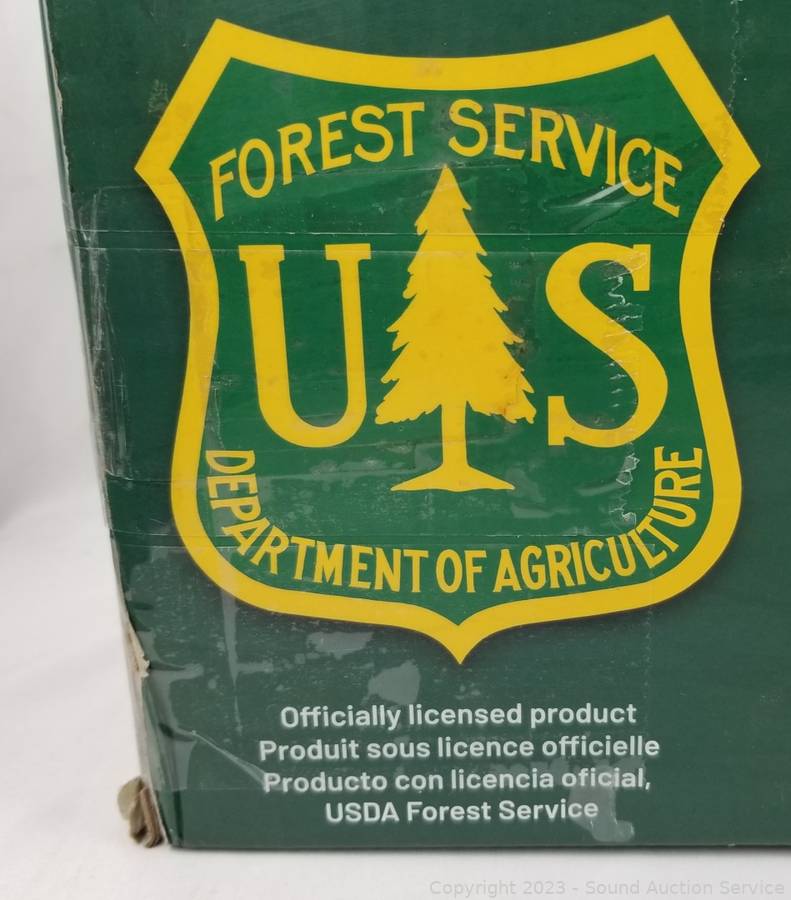 FOREST SERVICE
U S
DEPARTMENT OF AGRICULTURE
Officially licensed product
Produit sous licence officielle
Producto con licencia oficial,
USDA Forest Service
Copyright 2023 - Sound Auction Service